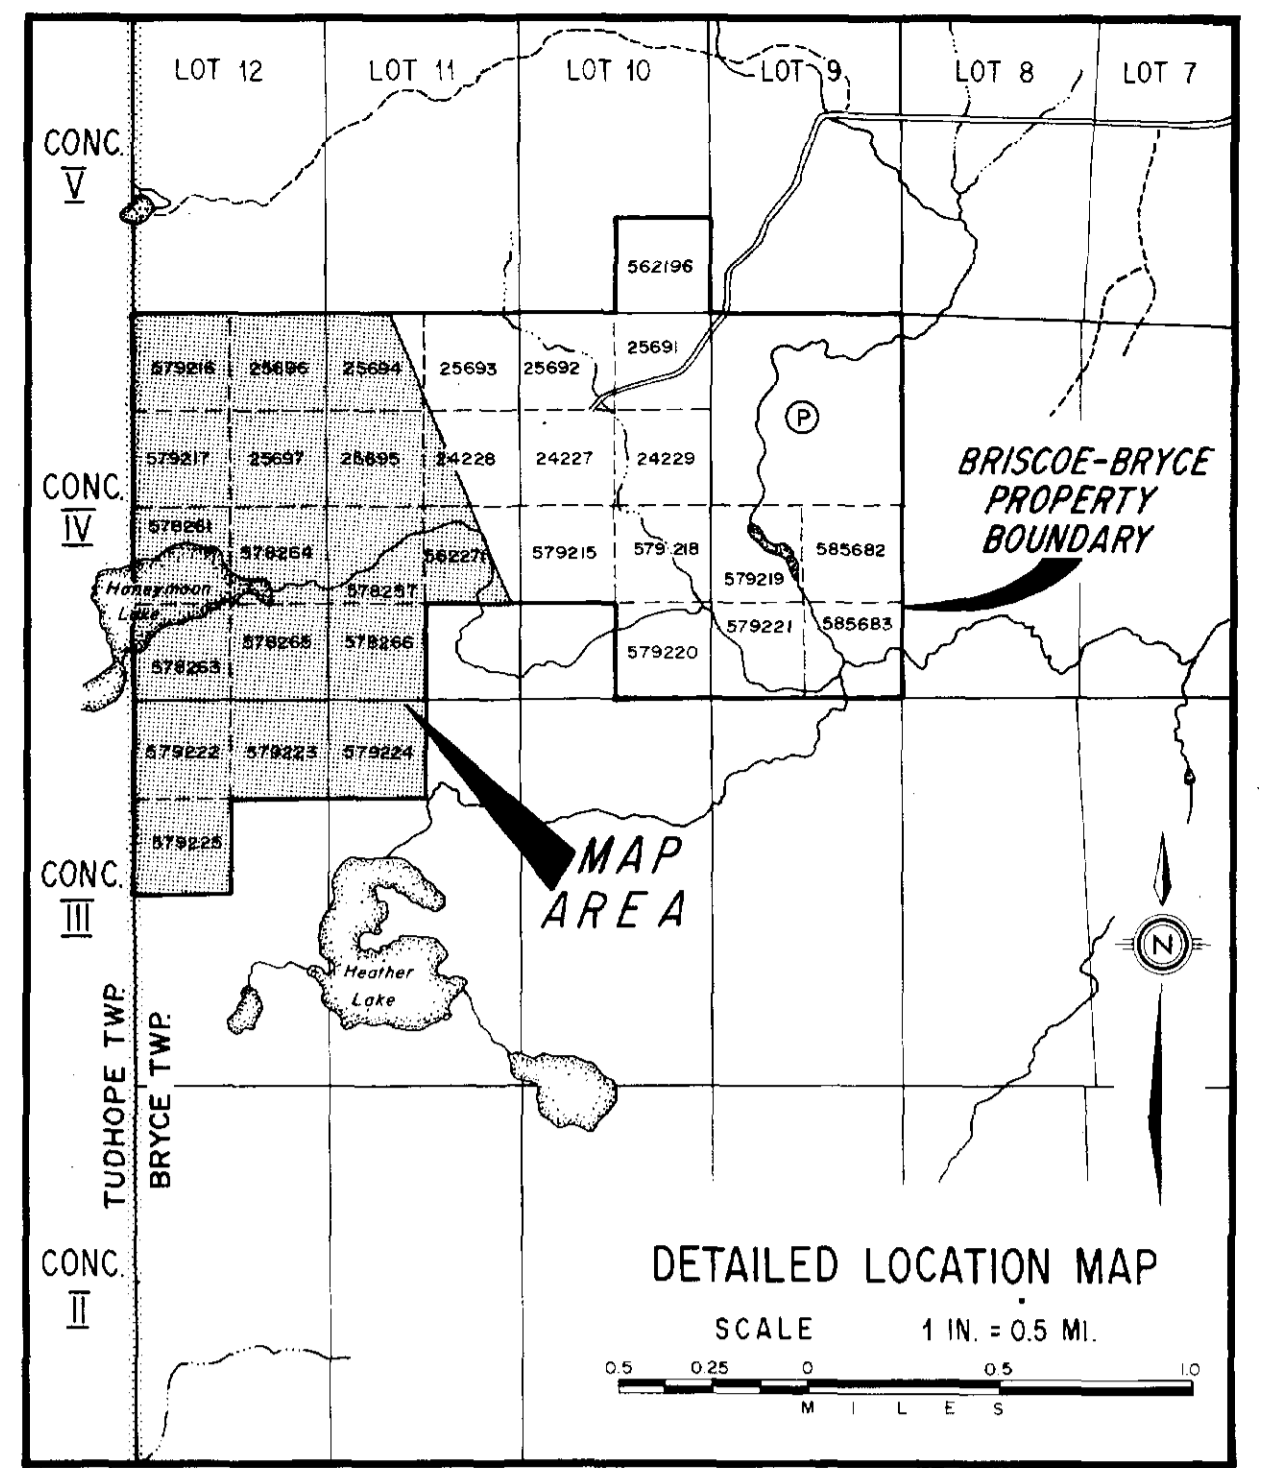 LOT 12 LOT 11 LOT 10 LOT 9 LOT 8 LOT 7
CONC.
V
562196
25691
579216 25696 25694 25693 25692
P
579217 25697 25695 24228 24227 24229
BRISCOE-BRYCE
PROPERTY
BOUNDARY
CONC.
IV
578261
578264 562271 579215 579218 585682
578257 579219
Honeymoon
Lake
579221 585683
578263 578265 578266 579220
579222 579223 579224
579225
MAP
AREA
CONC.
III
N
Heather
Lake
TUDHOPE TWP.
BRYCE TWP.
CONC.
II
DETAILED LOCATION MAP
SCALE 1 IN. = 0.5 MI.
0.5 0.25 0 0.5 1.0
MILES